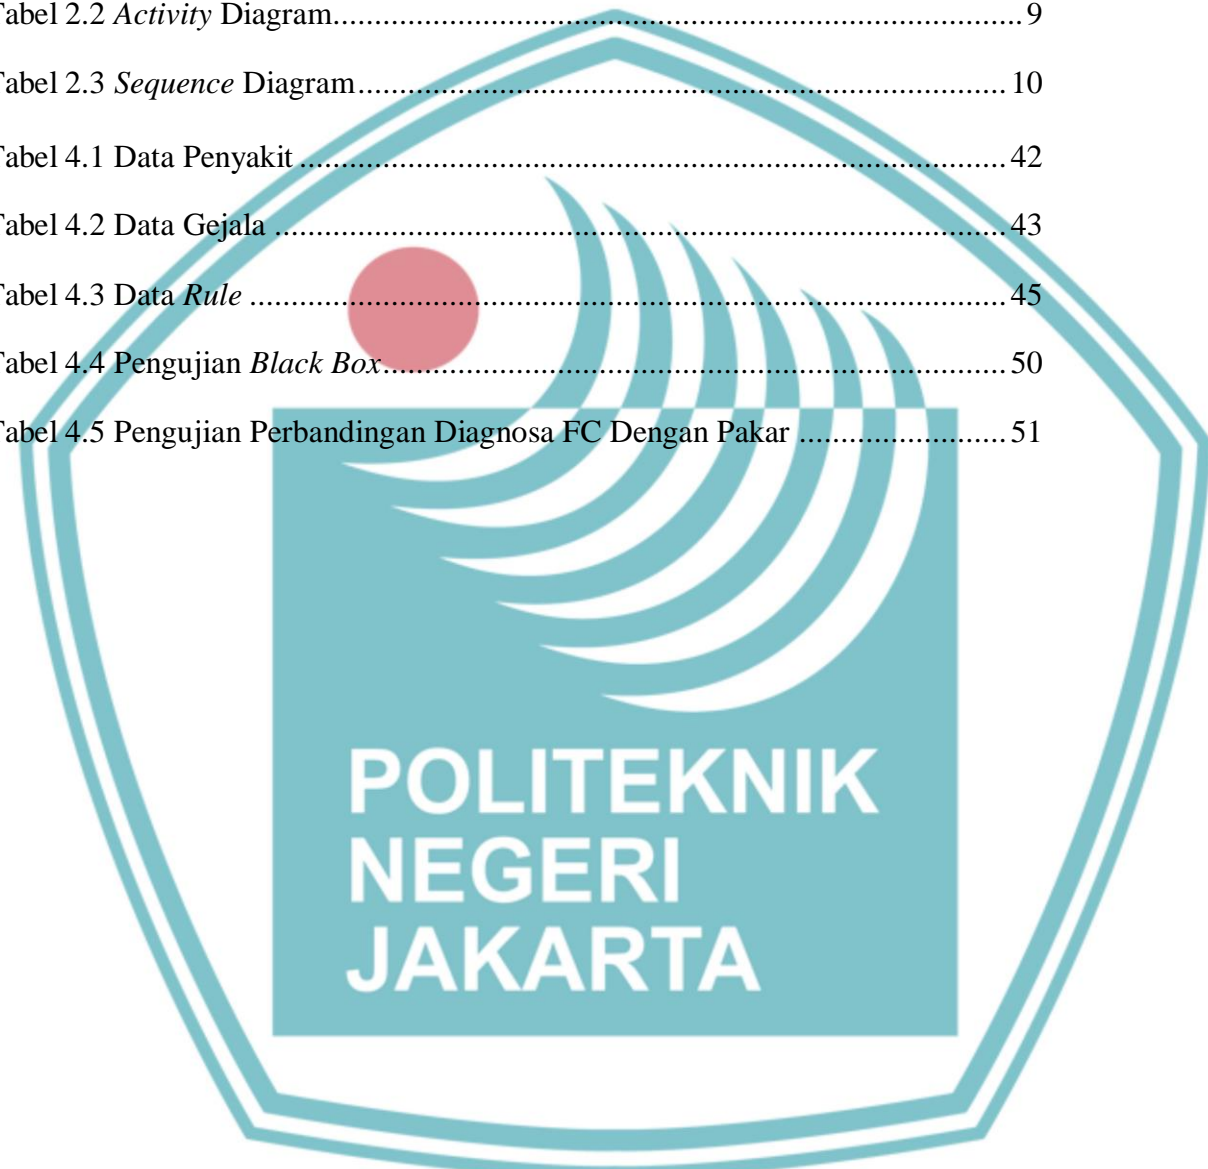 Tabel 2.2 Activity Diagram.................................................................................... 9
Tabel 2.3 Sequence Diagram............................................................................... 10
Tabel 4.1 Data Penyakit ...................................................................................... 42
Tabel 4.2 Data Gejala ......................................................................................... 43
Tabel 4.3 Data Rule ............................................................................................ 45
Tabel 4.4 Pengujian Black Box............................................................................ 50
Tabel 4.5 Pengujian Perbandingan Diagnosa FC Dengan Pakar ......................... 51
POLITEKNIK
NEGERI
JAKARTA